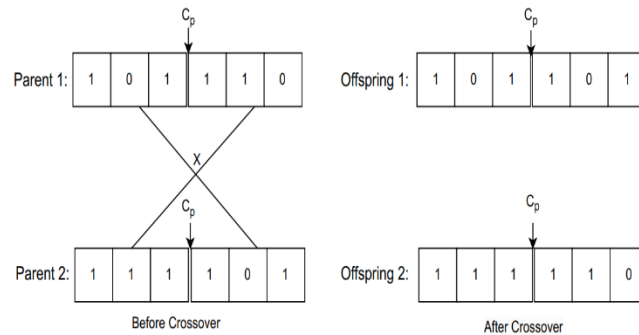 Cp Cp
Parent 1: 1 0 1 1 1 0 Offspring 1: 1 0 1 1 0 1
X
Cp Cp
Parent 2: 1 1 1 1 0 1 Offspring 2: 1 1 1 1 1 0
Before Crossover After Crossover